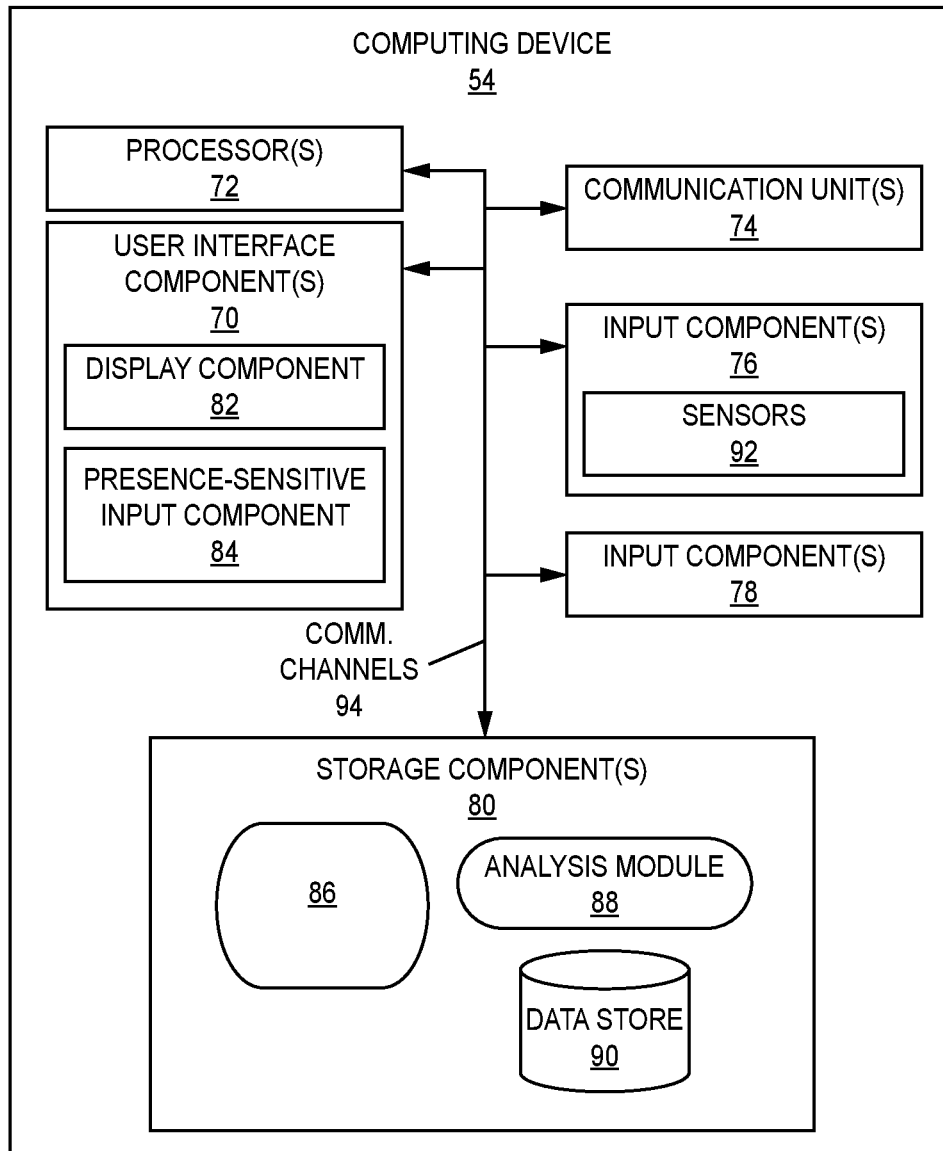 COMPUTING DEVICE
54
PROCESSOR(S)
72
USER INTERFACE
COMPONENT(S)
70
DISPLAY COMPONENT
82
PRESENCE-SENSITIVE
INPUT COMPONENT
84
COMMUNICATION UNIT(S)
74
INPUT COMPONENT(S)
76
SENSORS
92
INPUT COMPONENT(S)
78
COMM.
CHANNELS
94
STORAGE COMPONENT(S)
80
86
ANALYSIS MODULE
88
DATA STORE
90